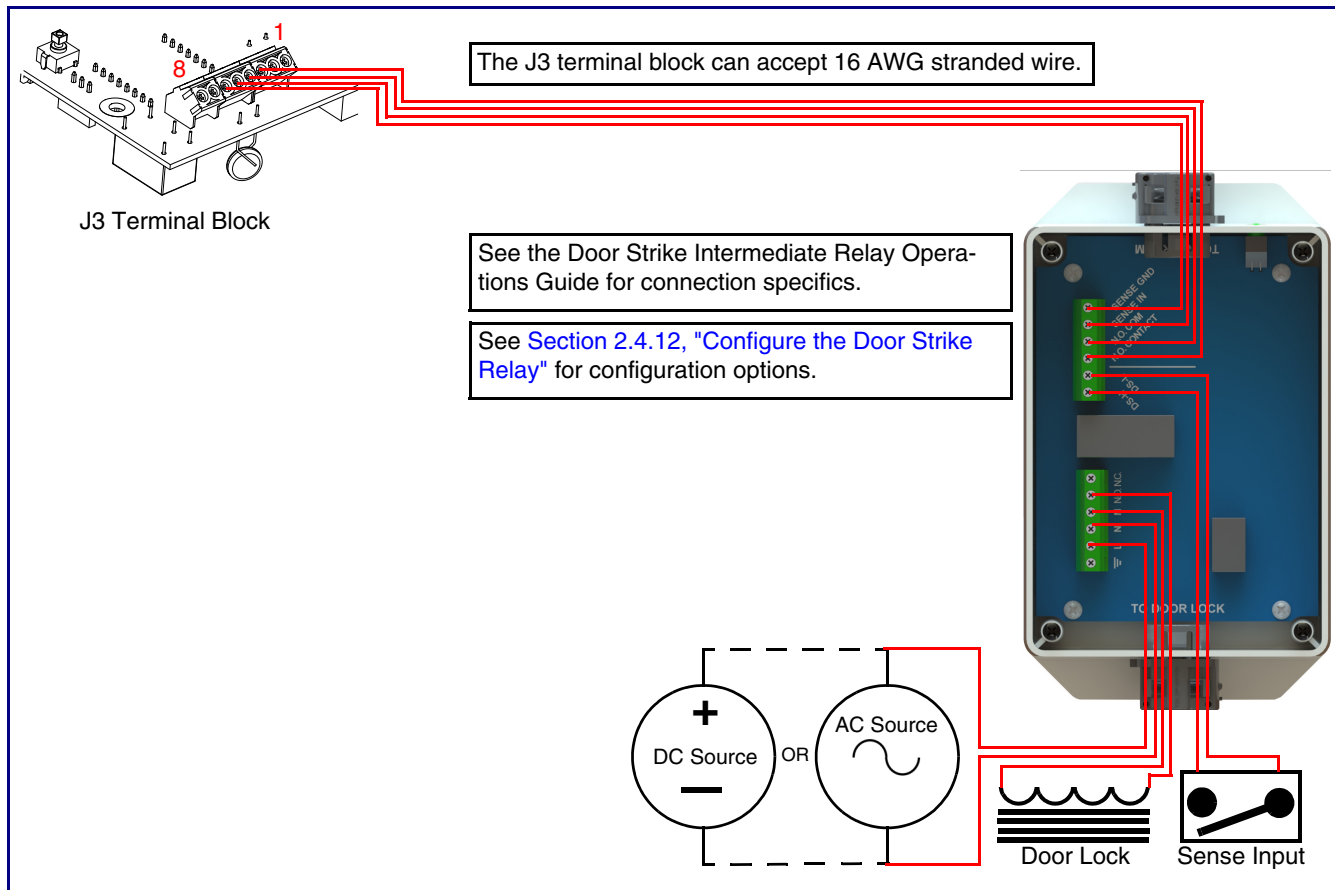 1
8
The J3 terminal block can accept 16 AWG stranded wire.
J3 Terminal Block
See the Door Strike Intermediate Relay Opera-
tions Guide for connection specifics.
See Section 2.4.12, "Configure the Door Strike
Relay" for configuration options.
SENSE GND
SENSE IN
N.O. COM
N.O. CONTACT
DS-1
N.C.
N.O.
N
L
TO DOOR LOCK
+
DC Source
OR
AC Source
Door Lock
Sense Input